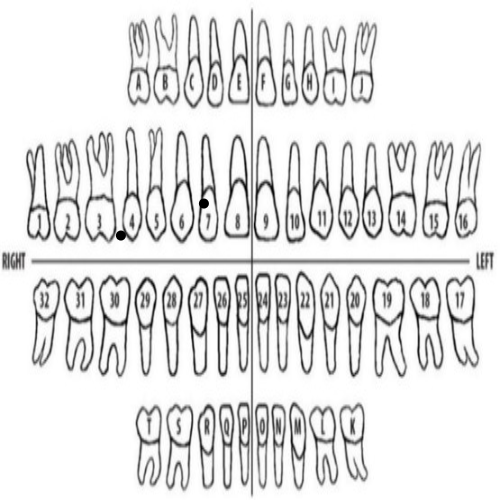 A B C D E F G H I J
1 2 3 4 5 6 7 8 9 10 11 12 13 14 15 16
RIGHT LEFT
32 31 30 29 28 27 26 25 24 23 22 21 20 19 18 17
T S R Q P O N M L K